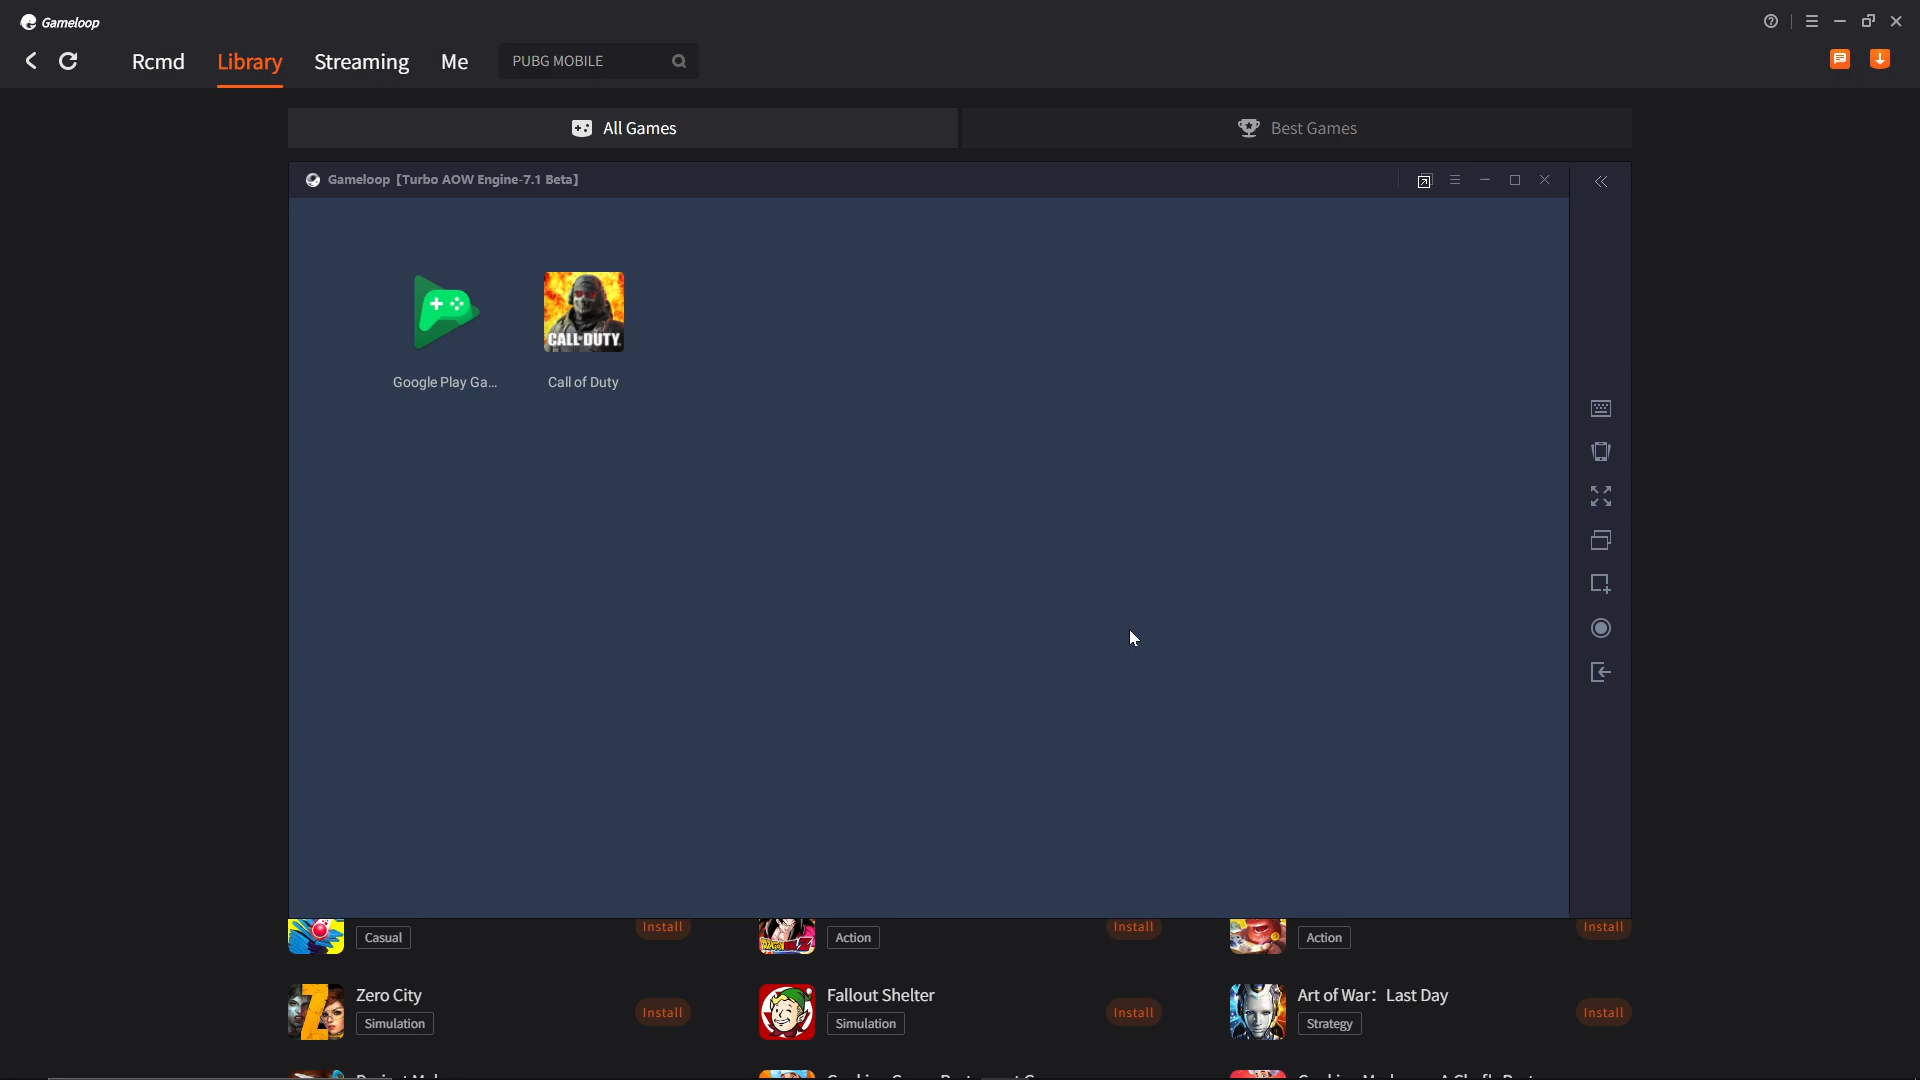 Gameloop
Rcmd
Library
Streaming
Me
PUBG MOBILE
All Games
Best Games
Gameloop【Turbo AOW Engine-7.1 Beta】
CALL OF DUTY
Google Play Ga...
Call of Duty
Casual
Install
Action
Install
Action
Install
Zero City
Simulation
Install
Fallout Shelter
Simulation
Install
Art of War：Last Day
Strategy
Install